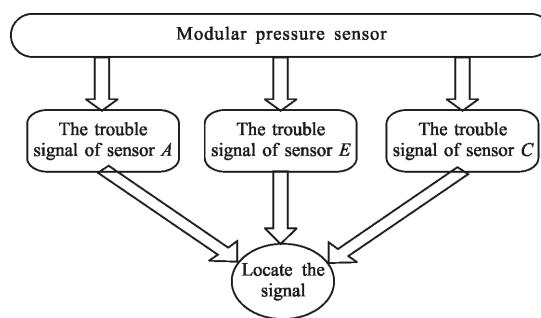 Modular pressure sensor
The trouble
signal of sensor A
The trouble
signal of sensor E
The trouble
signal of sensor C
Locate the
signal